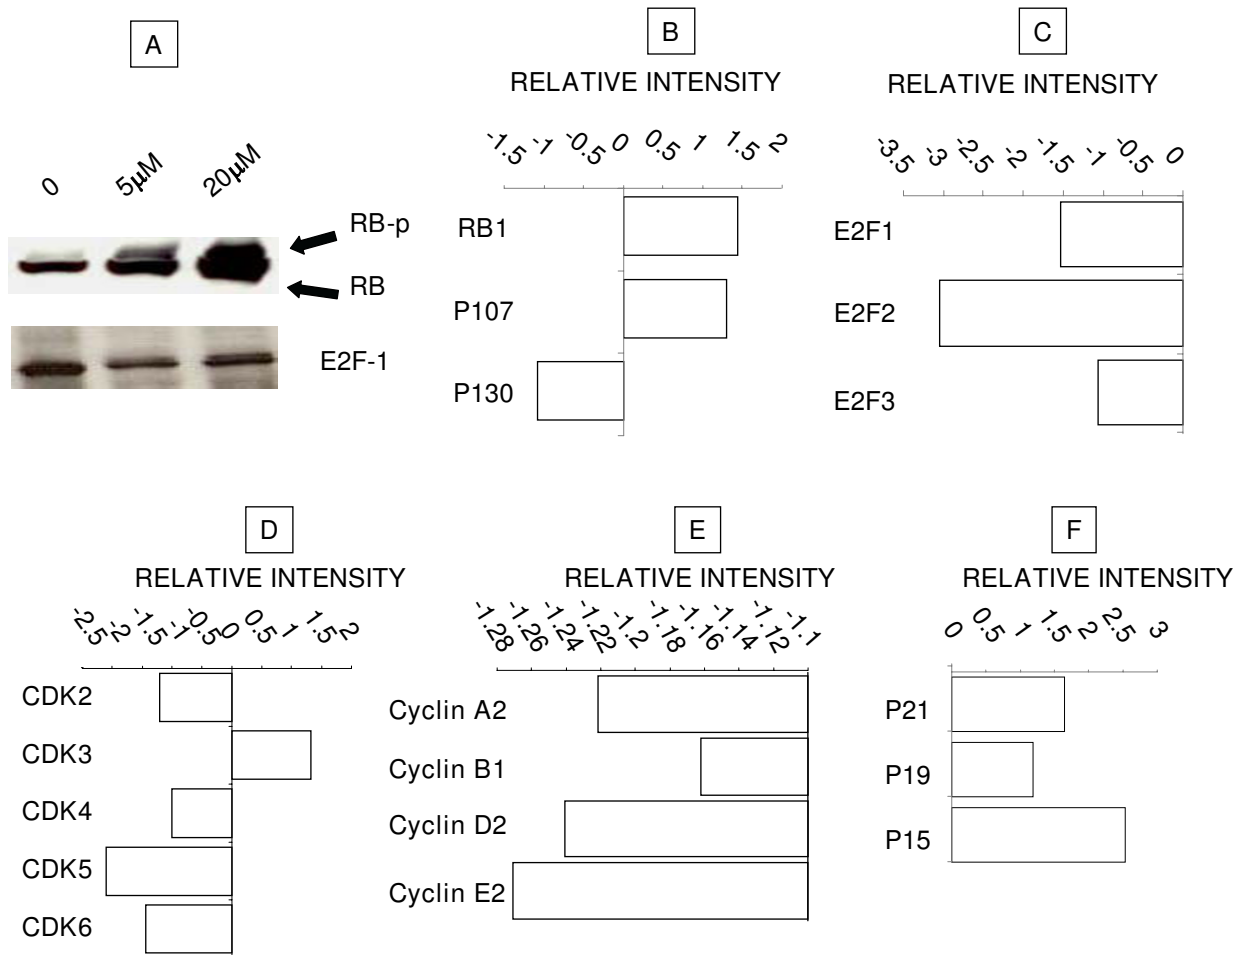 A
0
5µM
20µM
RB-p
RB
E2F-1
B
RELATIVE INTENSITY
-1.5 -1 -0.5 0 0.5 1 1.5 2
RB1
P107
P130
C
RELATIVE INTENSITY
-3.5 -3 -2.5 -2 -1.5 -1 -0.5 0
E2F1
E2F2
E2F3
D
RELATIVE INTENSITY
-2.5 -2 -1.5 -1 -0.5 0 0.5 1 1.5 2
CDK2
CDK3
CDK4
CDK5
CDK6
E
RELATIVE INTENSITY
-1.28 -1.26 -1.24 -1.22 -1.2 -1.18 -1.16 -1.14 -1.12 -1.1
Cyclin A2
Cyclin B1
Cyclin D2
Cyclin E2
F
RELATIVE INTENSITY
0 0.5 1 1.5 2 2.5 3
P21
P19
P15